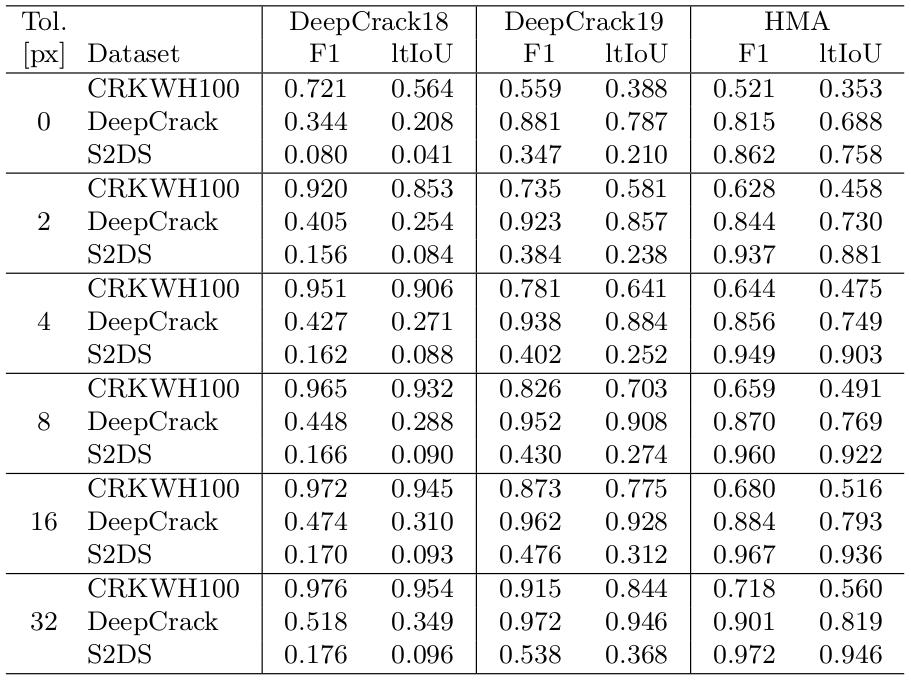 Tol. DeepCrack18 DeepCrack19 HMA
[px] Dataset F1 ltIoU F1 ltIoU F1 ltIoU
CRKWH100 0.721 0.564 0.559 0.388 0.521 0.353
0 DeepCrack 0.344 0.208 0.881 0.787 0.815 0.688
S2DS 0.080 0.041 0.347 0.210 0.862 0.758
CRKWH100 0.920 0.853 0.735 0.581 0.628 0.458
2 DeepCrack 0.405 0.254 0.923 0.857 0.844 0.730
S2DS 0.156 0.084 0.384 0.238 0.937 0.881
CRKWH100 0.951 0.906 0.781 0.641 0.644 0.475
4 DeepCrack 0.427 0.271 0.938 0.884 0.856 0.749
S2DS 0.162 0.088 0.402 0.252 0.949 0.903
CRKWH100 0.965 0.932 0.826 0.703 0.659 0.491
8 DeepCrack 0.448 0.288 0.952 0.908 0.870 0.769
S2DS 0.166 0.090 0.430 0.274 0.960 0.922
CRKWH100 0.972 0.945 0.873 0.775 0.680 0.516
16 DeepCrack 0.474 0.310 0.962 0.928 0.884 0.793
S2DS 0.170 0.093 0.476 0.312 0.967 0.936
CRKWH100 0.976 0.954 0.915 0.844 0.718 0.560
32 DeepCrack 0.518 0.349 0.972 0.946 0.901 0.819
S2DS 0.176 0.096 0.538 0.368 0.972 0.946